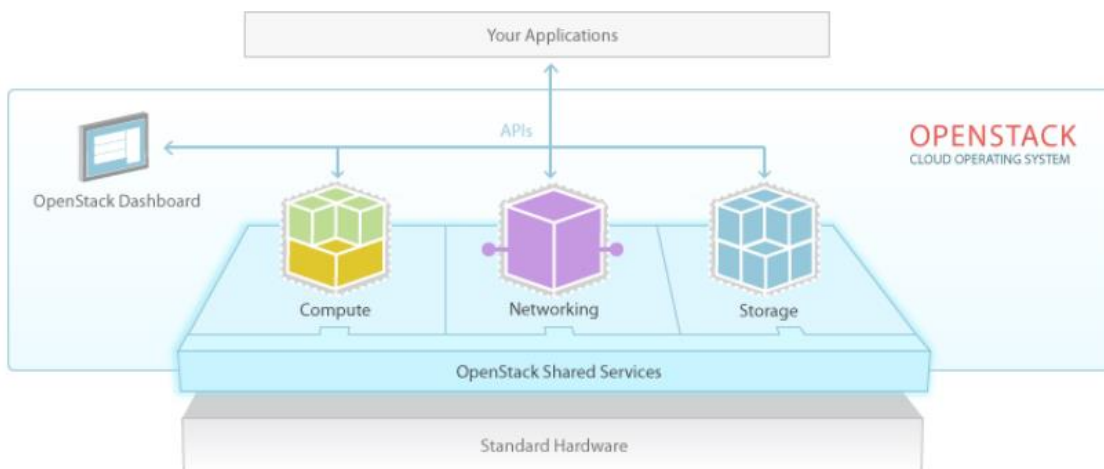 Your Applications
APIs
OPENSTACK
CLOUD OPERATING SYSTEM
OpenStack Dashboard
Compute
Networking
Storage
OpenStack Shared Services
Standard Hardware